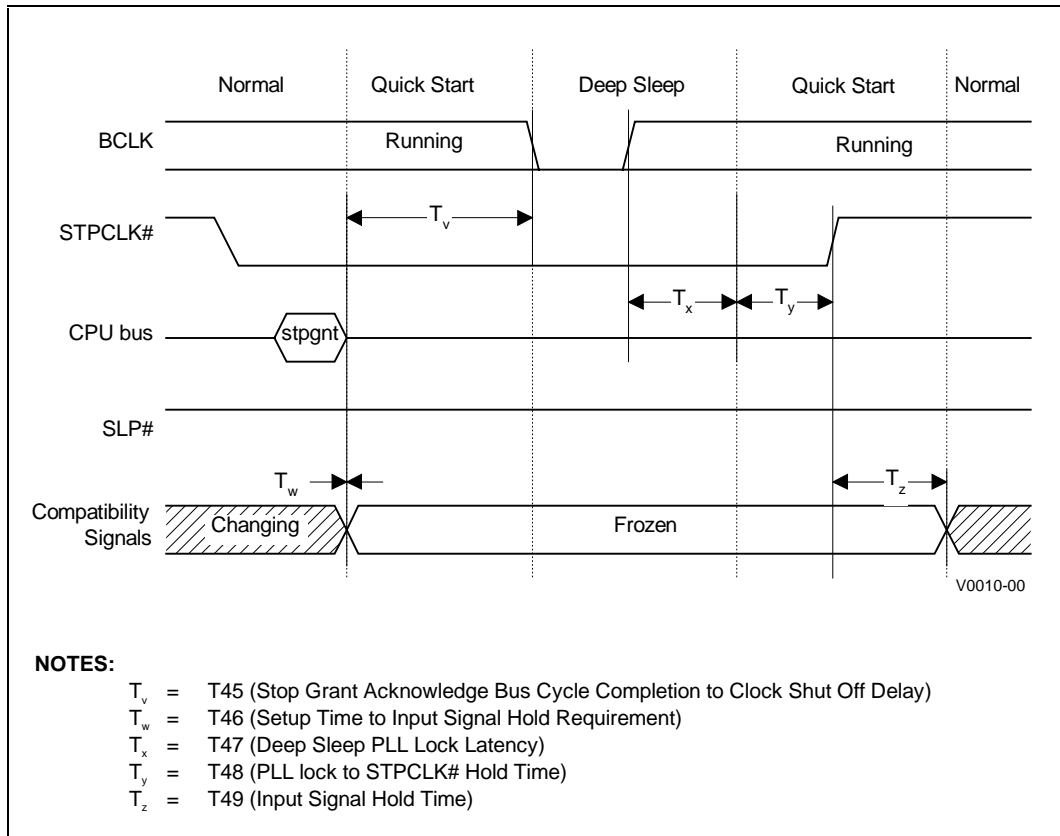 Normal Quick Start Deep Sleep Quick Start Normal
BCLK Running Running
STPCLK# Tv
Tx Ty
CPU bus stpgnt
SLP#
Tw Tz
Compatibility
Signals Changing Frozen
V0010-00
NOTES:
Tv = T45 (Stop Grant Acknowledge Bus Cycle Completion to Clock Shut Off Delay)
Tw = T46 (Setup Time to Input Signal Hold Requirement)
Tx = T47 (Deep Sleep PLL Lock Latency)
Ty = T48 (PLL lock to STPCLK# Hold Time)
Tz = T49 (Input Signal Hold Time)